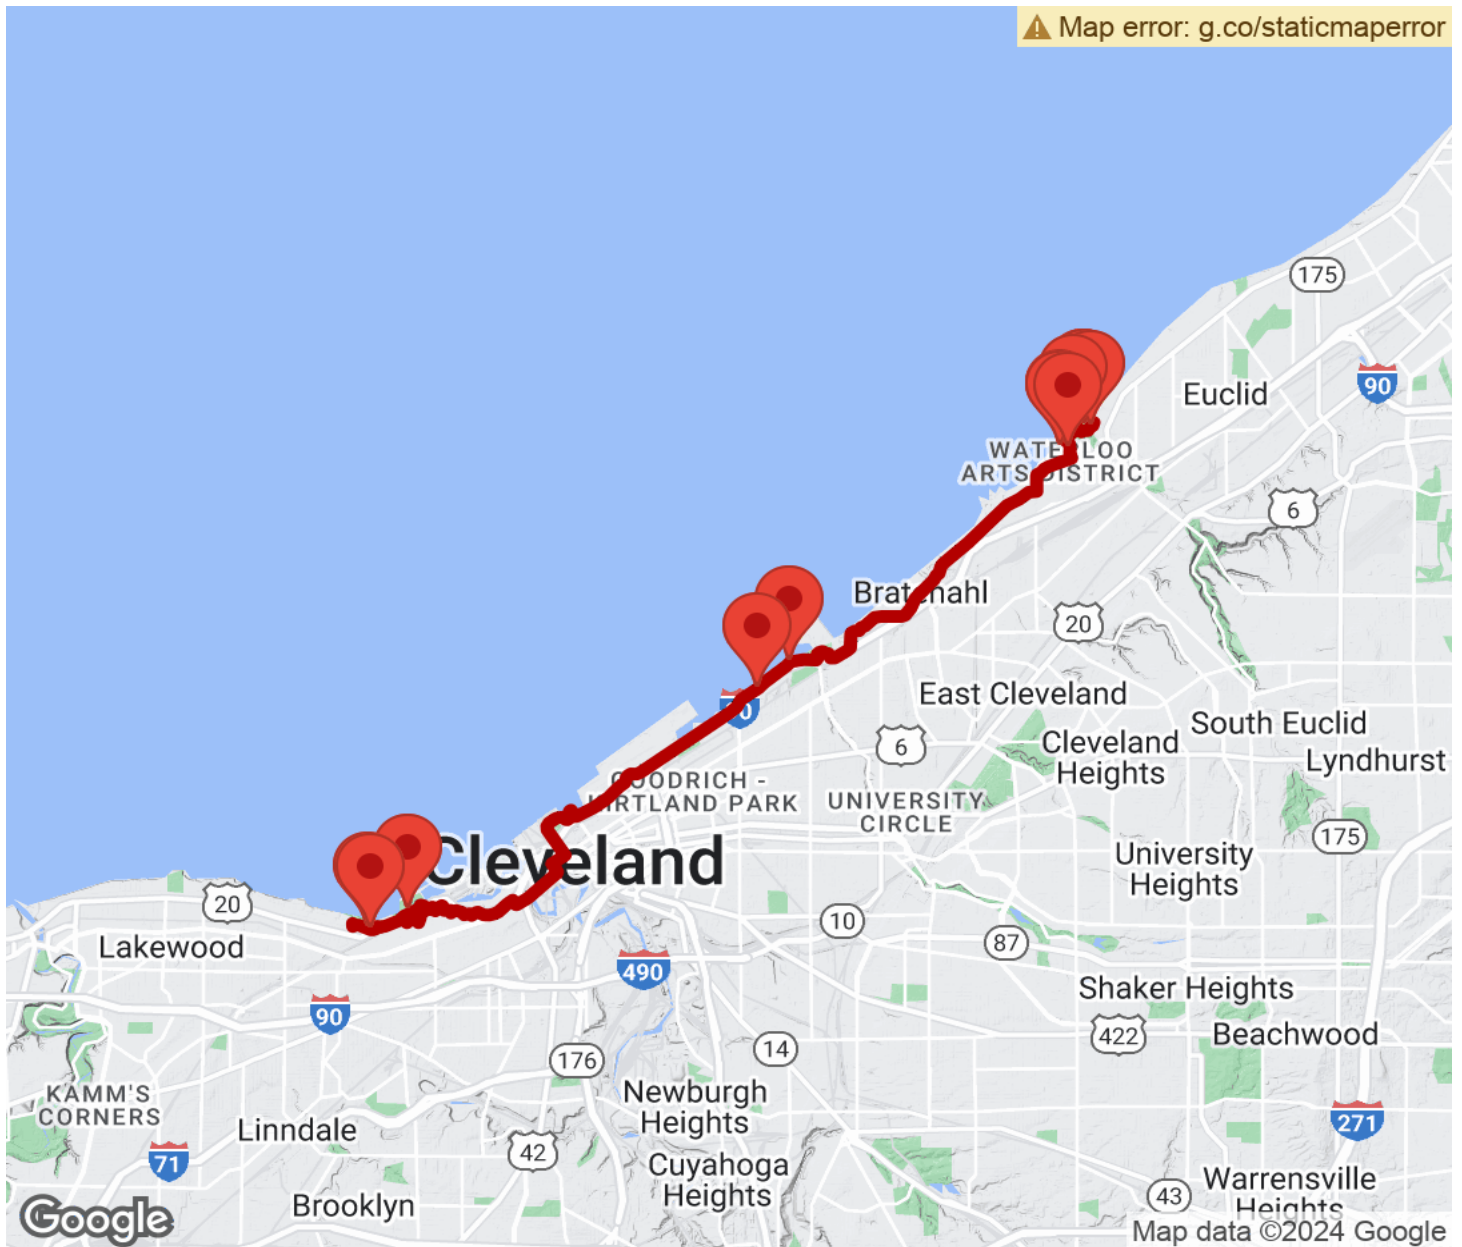 Map error: g.co/staticmaperror
175
90
Euclid
WATERLOO
ARTS DISTRICT
6
Bratenahl
20
East Cleveland
South Euclid
90
6
Cleveland
Heights
Lyndhurst
GOODRICH -
KIRTLAND PARK
UNIVERSITY
CIRCLE
175
Cleveland
University
Heights
20
10
87
Lakewood
490
Shaker Heights
90
422
Beachwood
14
176
KAMM'S
CORNERS
Newburgh
Heights
271
Linndale
42
71
Cuyahoga
Heights
Warrensville
Heights
43
Brooklyn
Google
Map data ©2024 Google